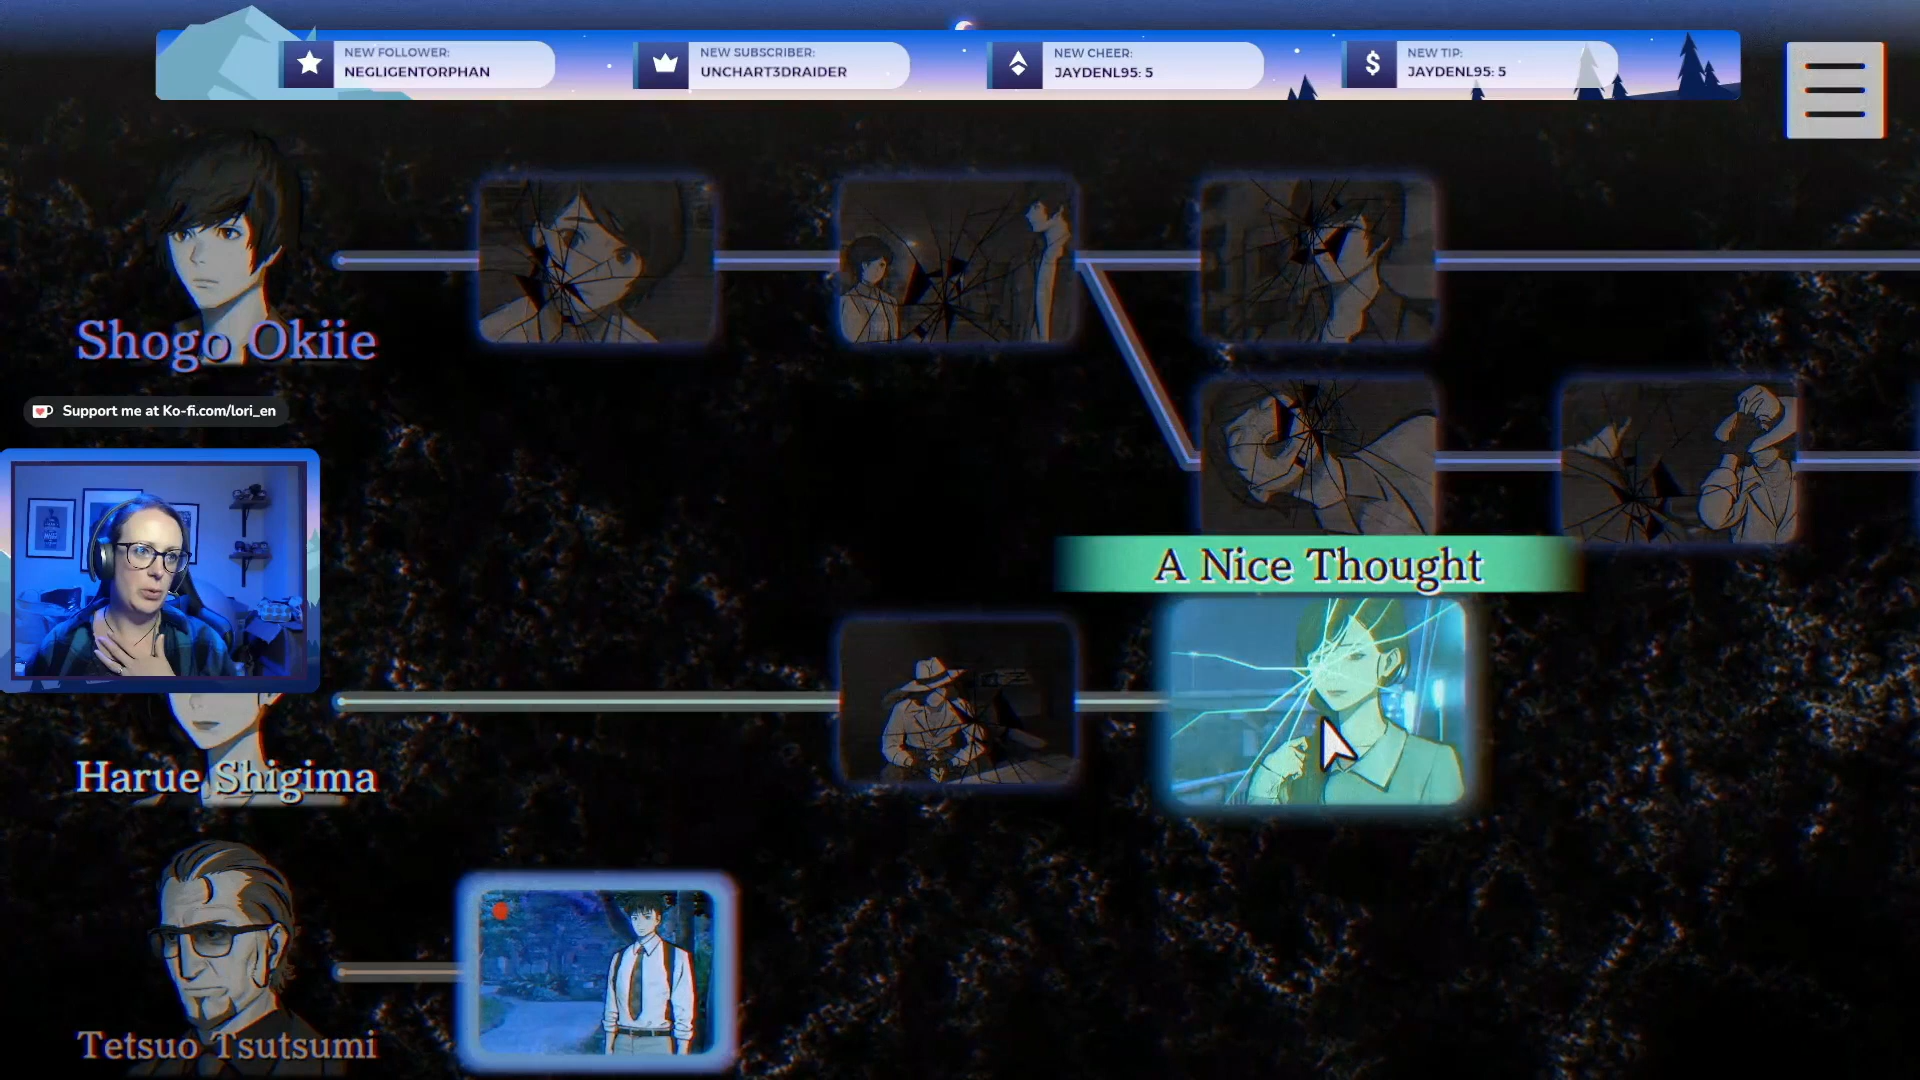 NEW FOLLOWER:
NEGLIGENTORPHAN
NEW SUBSCRIBER:
UNCHART3DRAIDER
NEW CHEER:
JAYDENL95: 5
NEW TIP:
JAYDENL95: 5
Shogo Okiie
Support me at Ko-fi.com/lori_en
A Nice Thought
Harue Shigima
Tetsuo Tsutsumi